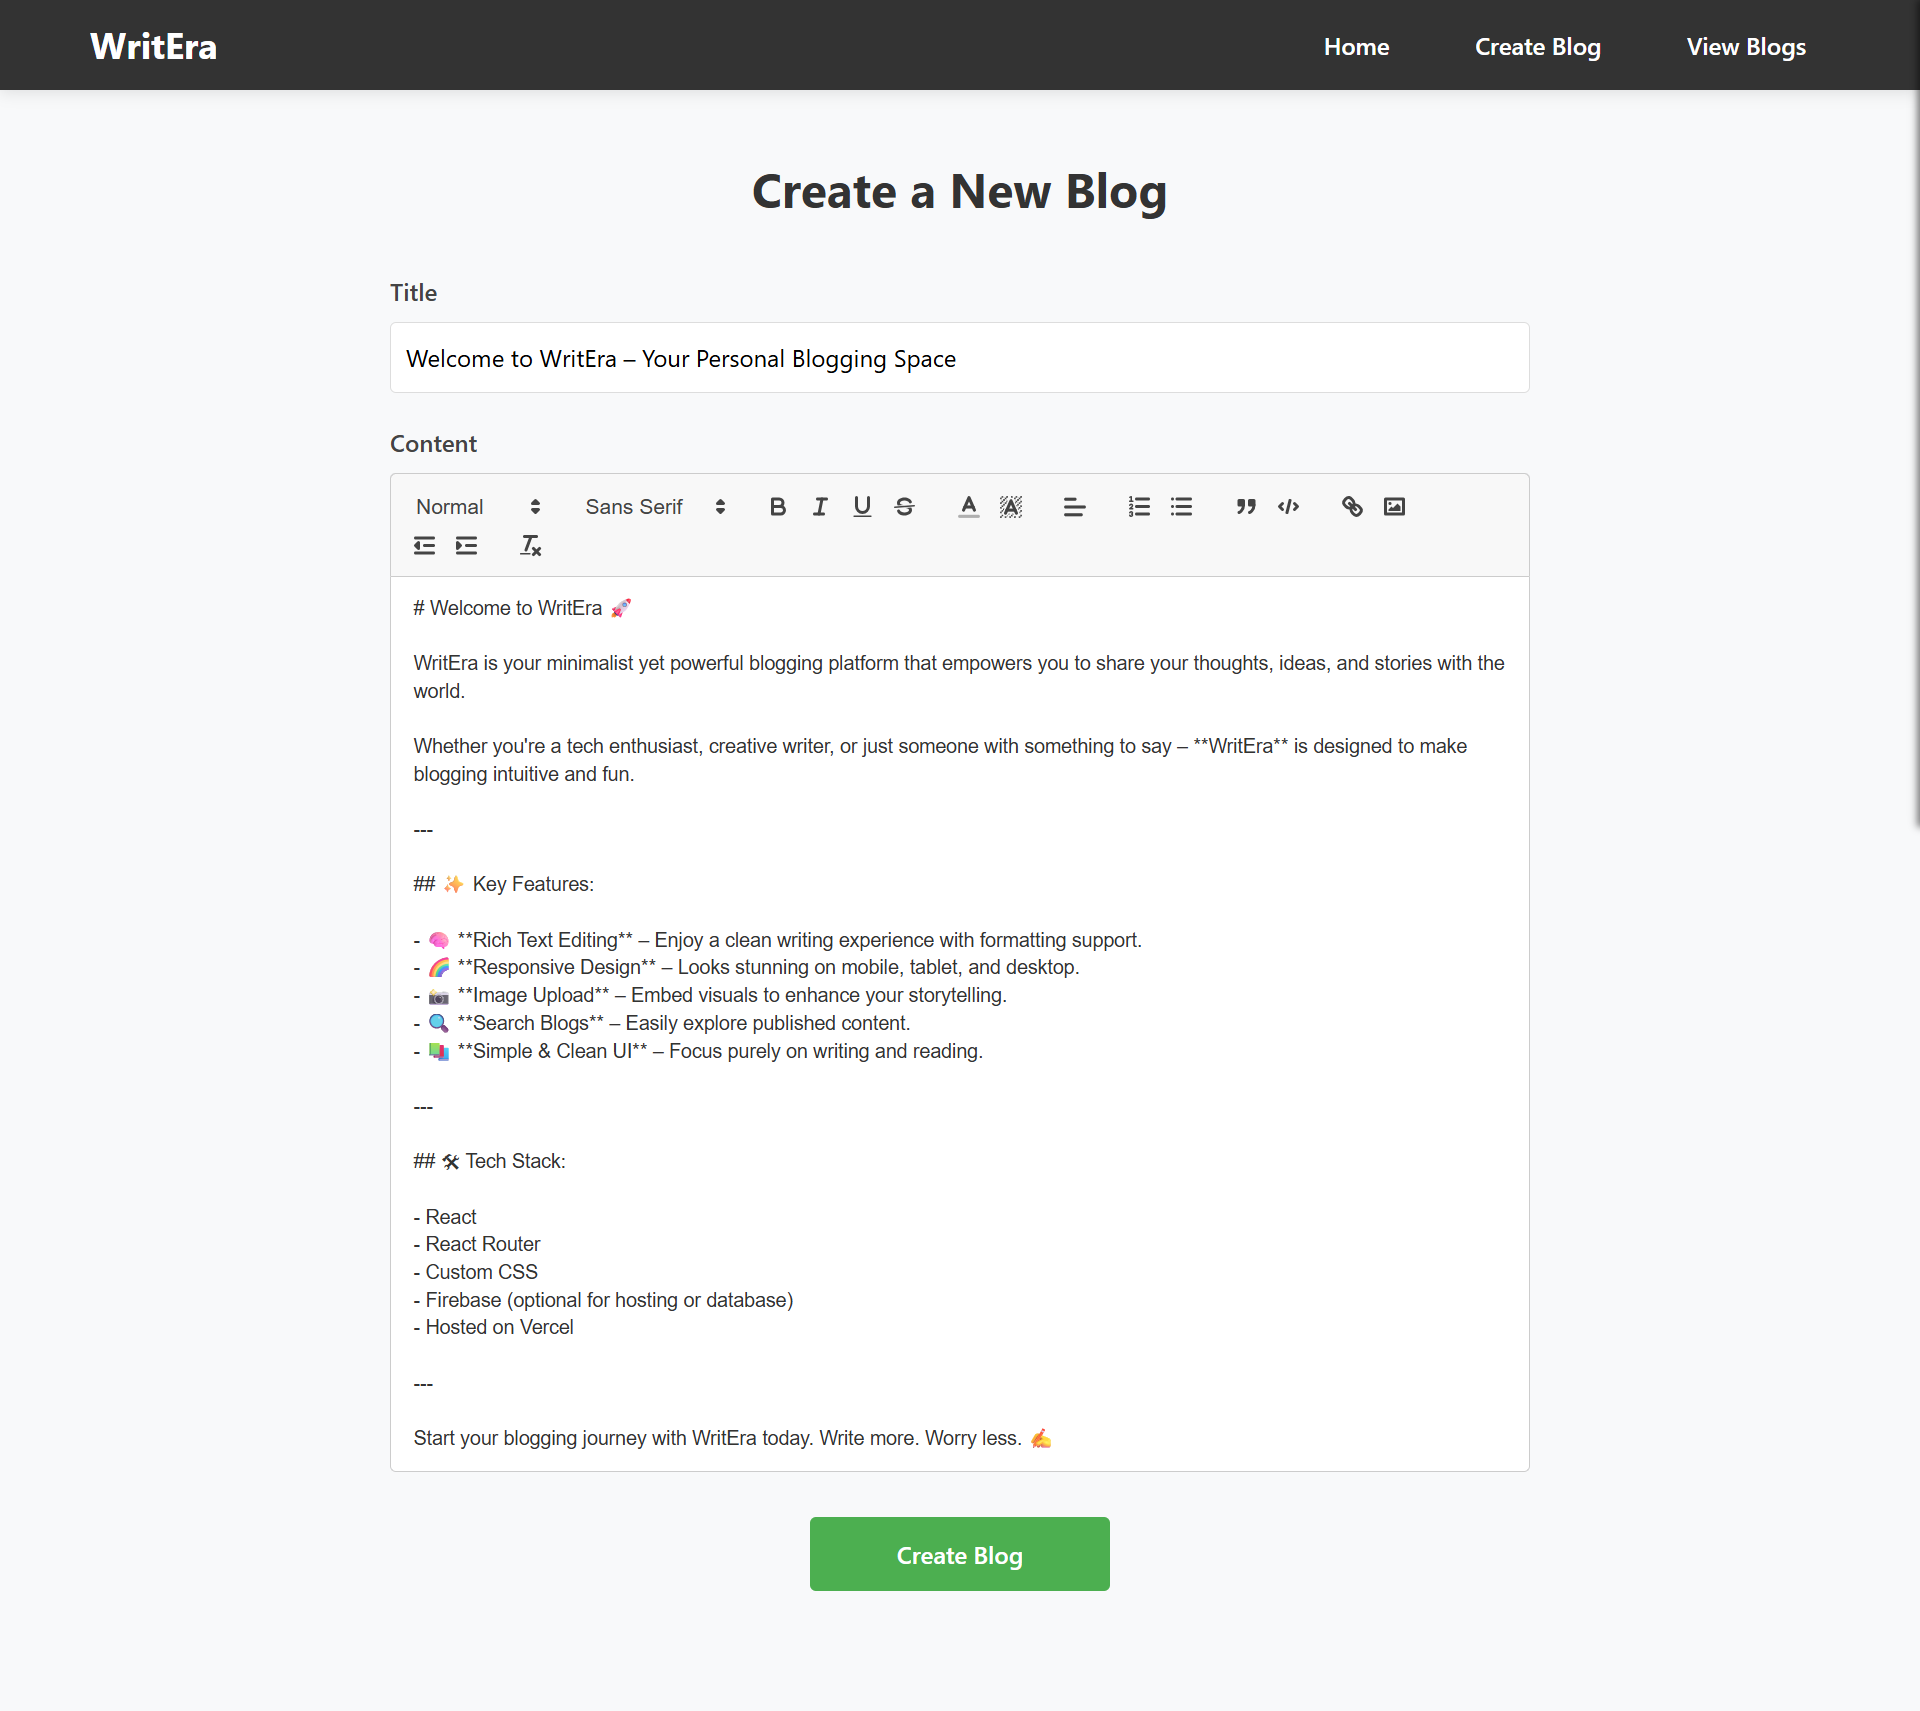 WritEra
Home Create Blog View Blogs
Create a New Blog
Title
Welcome to WritEra – Your Personal Blogging Space
Content
Normal Sans Serif
# Welcome to WritEra 🚀
WritEra is your minimalist yet powerful blogging platform that empowers you to share your thoughts, ideas, and stories with the
world.
Whether you're a tech enthusiast, creative writer, or just someone with something to say – **WritEra** is designed to make
blogging intuitive and fun.
---
## ✨ Key Features:
- 🧠 **Rich Text Editing** – Enjoy a clean writing experience with formatting support.
- 🌈 **Responsive Design** – Looks stunning on mobile, tablet, and desktop.
- 📸 **Image Upload** – Embed visuals to enhance your storytelling.
- 🔍 **Search Blogs** – Easily explore published content.
- 📚 **Simple & Clean UI** – Focus purely on writing and reading.
---
## 🛠 Tech Stack:
- React
- React Router
- Custom CSS
- Firebase (optional for hosting or database)
- Hosted on Vercel
---
Start your blogging journey with WritEra today. Write more. Worry less. ✍️
Create Blog